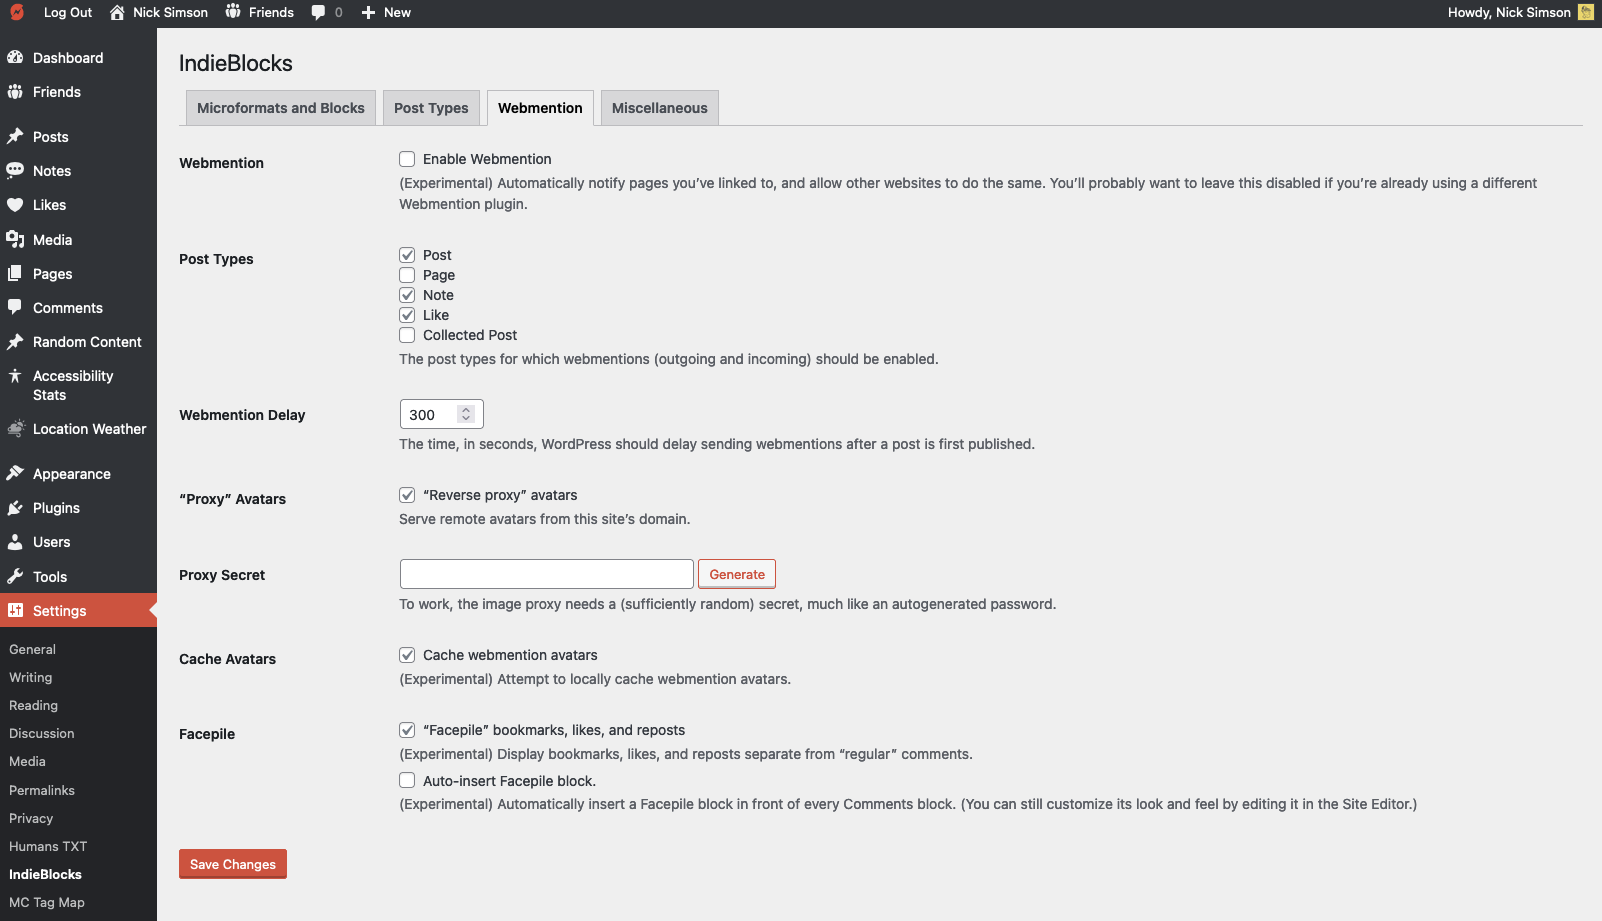 Log Out Nick Simson Friends 0 New Howdy, Nick Simson
Dashboard
Friends
Posts
Notes
Likes
Media
Pages
Comments
Random Content
Accessibility
Stats
Location Weather
Appearance
Plugins
Users
Tools
Settings
General
Writing
Reading
Discussion
Media
Permalinks
Privacy
Humans TXT
IndieBlocks
MC Tag Map
IndieBlocks
Microformats and Blocks Post Types Webmention Miscellaneous
Webmention
Enable Webmention
(Experimental) Automatically notify pages you’ve linked to, and allow other websites to do the same. You’ll probably want to leave this disabled if you’re already using a different
Webmention plugin.
Post Types
Post
Page
Note
Like
Collected Post
The post types for which webmentions (outgoing and incoming) should be enabled.
Webmention Delay
300
The time, in seconds, WordPress should delay sending webmentions after a post is first published.
“Proxy” Avatars
“Reverse proxy” avatars
Serve remote avatars from this site’s domain.
Proxy Secret
Generate
To work, the image proxy needs a (sufficiently random) secret, much like an autogenerated password.
Cache Avatars
Cache webmention avatars
(Experimental) Attempt to locally cache webmention avatars.
Facepile
“Facepile” bookmarks, likes, and reposts
(Experimental) Display bookmarks, likes, and reposts separate from “regular” comments.
Auto-insert Facepile block.
(Experimental) Automatically insert a Facepile block in front of every Comments block. (You can still customize its look and feel by editing it in the Site Editor.)
Save Changes